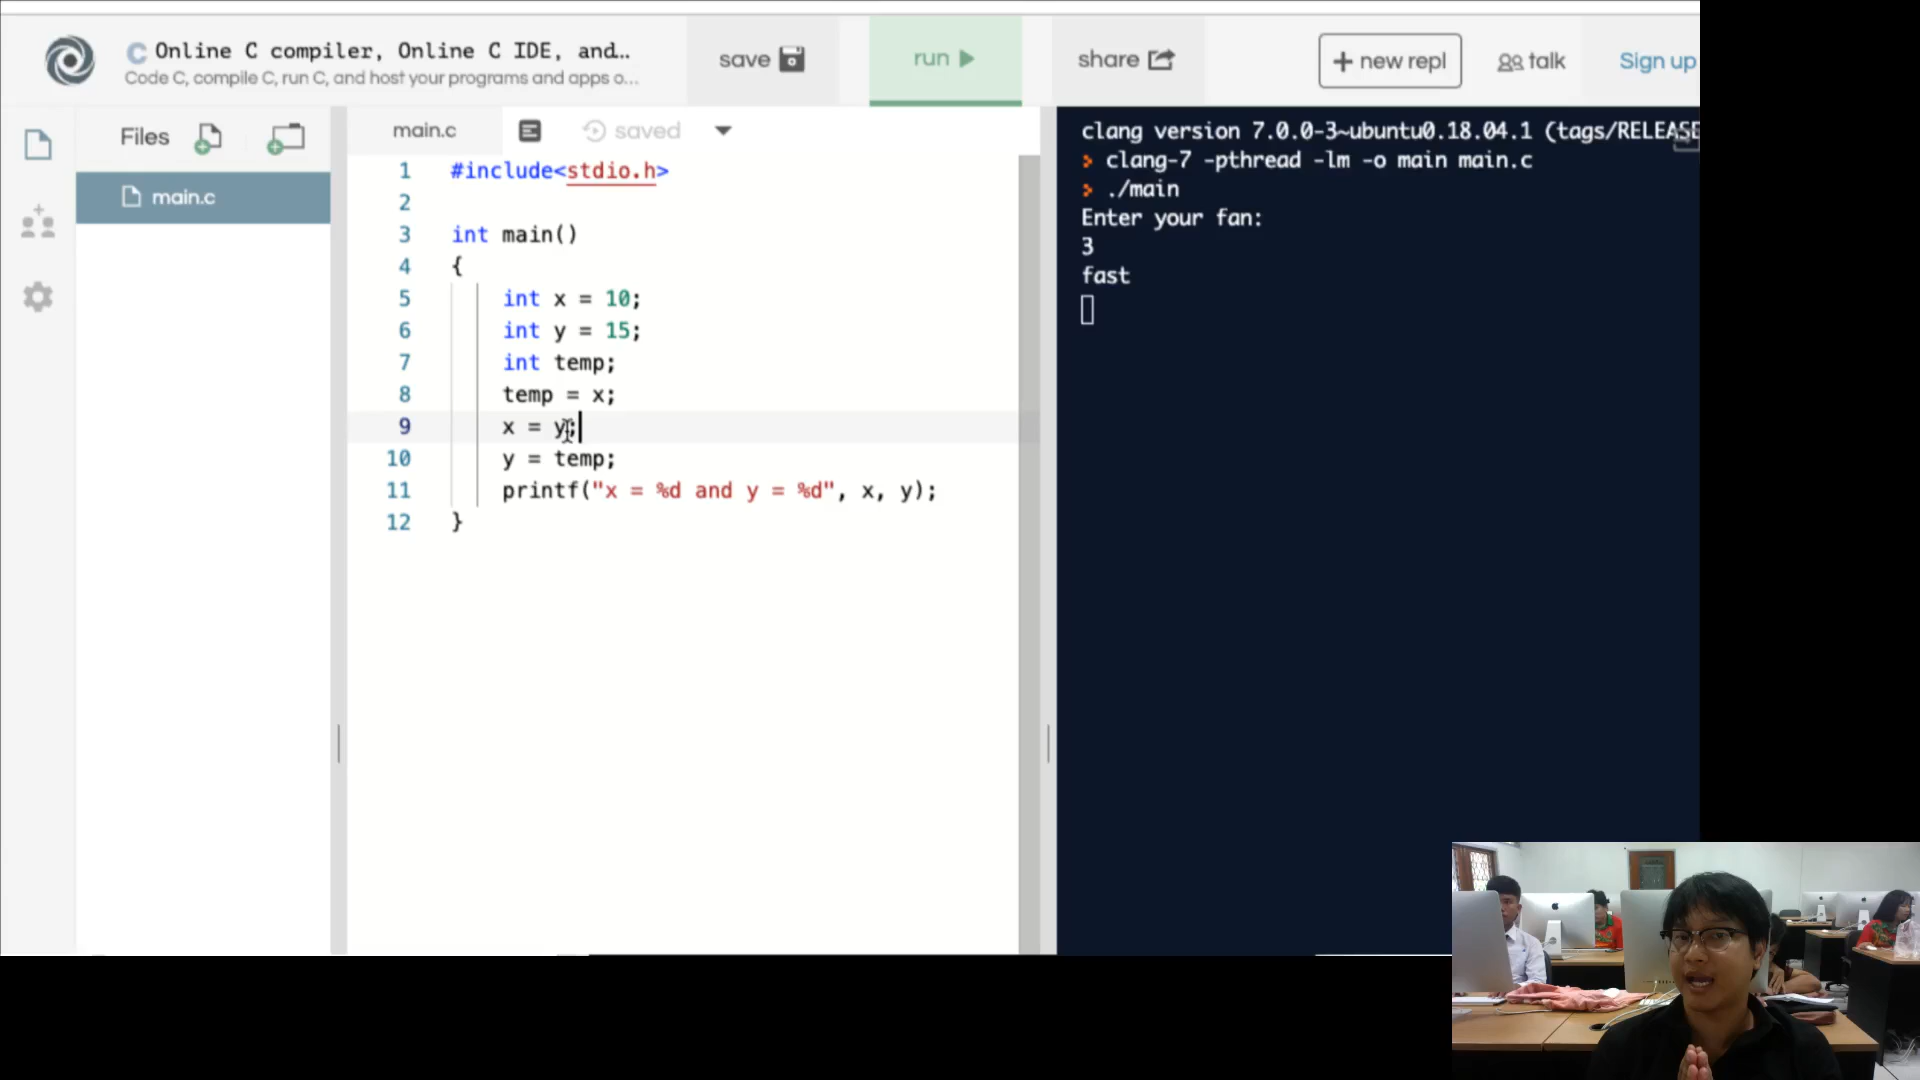 Online C compiler, Online C IDE, and..
Code C, compile C, run C, and host your programs and apps o...
save
run
share
+ new repl
talk
Sign up
Files
main.c
main.c
saved
1 #include<stdio.h>
2
3 int main()
4 {
5 int x = 10;
6 int y = 15;
7 int temp;
8 temp = x;
9 x = y;
10 y = temp;
11 printf("x = %d and y = %d", x, y);
12 }
clang version 7.0.0-3~ubuntu0.18.04.1 (tags/RELEASE
> clang-7 -pthread -lm -o main main.c
> ./main
Enter your fan:
3
fast